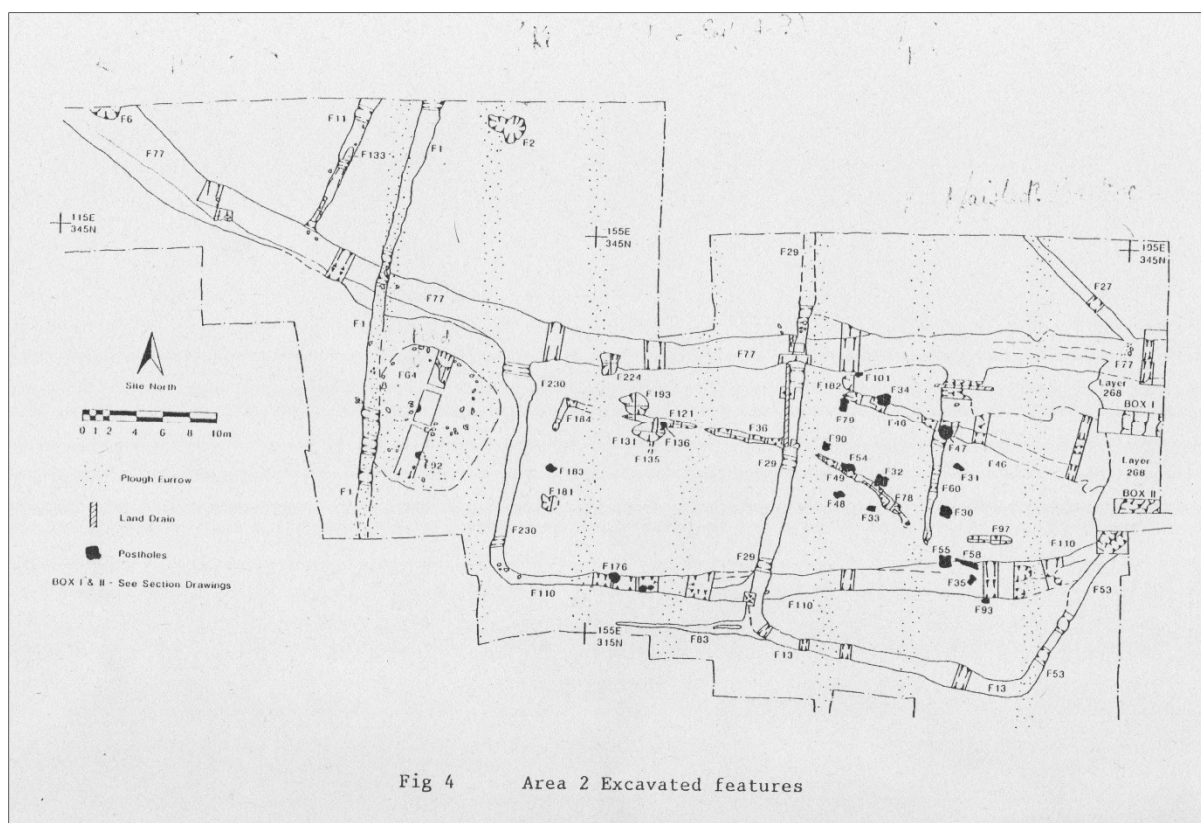 F6
F77
F11
F133
F1
F2
115E
345N
155E
345N
195E
345N
F29
F27
F77
F77
F77
F1
Site North
0 1 2 4 6 8 10m
Plough Furrow
Land Drain
Postholes
BOX I & II - See Section Drawings
F64
F92
F1
F230
F224
F184
F193
F121
F131
F136
F135
F36
F183
F181
F230
F182
F101
F34
F79
F40
F47
F46
F90
F54
F49
F32
F78
F48
F33
F31
F60
F30
F97
F29
F29
Layer
268
BOX I
Layer
268
BOX II
F55
F58
F35
F93
F110
F53
F176
F110
F110
155E
315N
F83
F13
F13
F53
Fig 4 Area 2 Excavated features